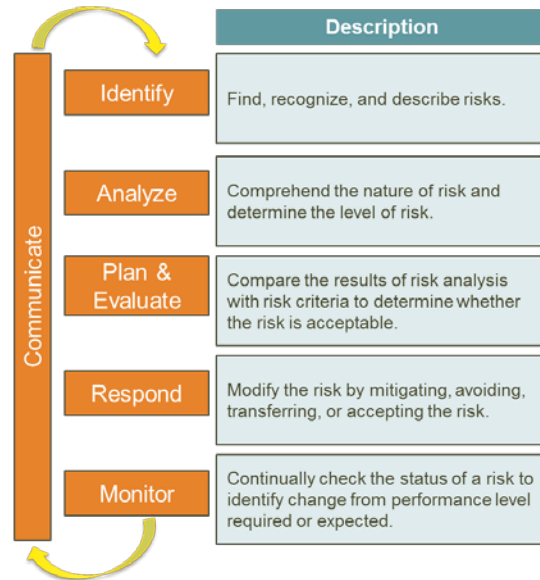 Description
Communicate
Identify
Find, recognize, and describe risks.
Analyze
Comprehend the nature of risk and
determine the level of risk.
Plan &
Evaluate
Compare the results of risk analysis
with risk criteria to determine whether
the risk is acceptable.
Respond
Modify the risk by mitigating, avoiding,
transferring, or accepting the risk.
Monitor
Continually check the status of a risk to
identify change from performance level
required or expected.